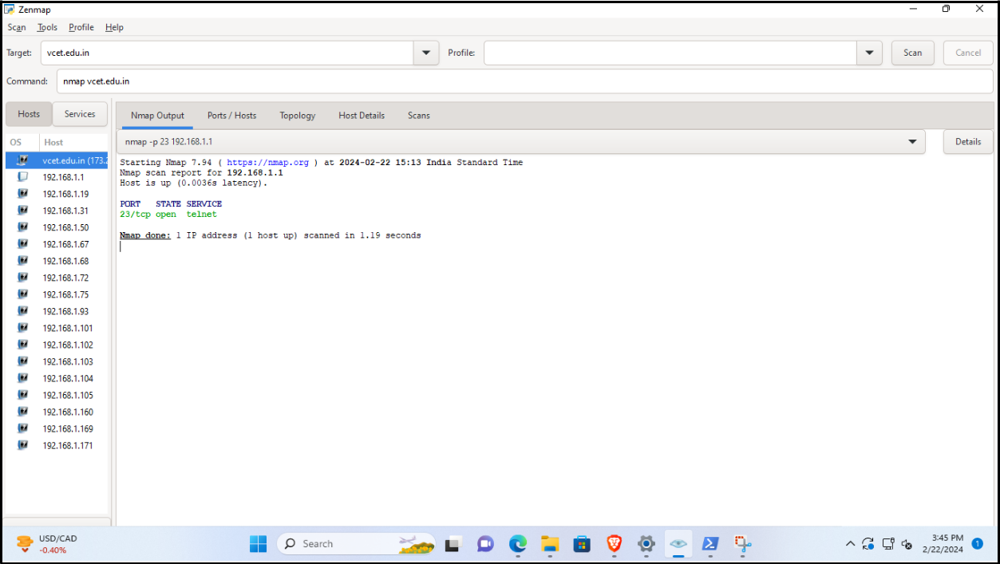 Zenmap
Scan Tools Profile Help
Target: vcet.edu.in Profile: Scan Cancel
Command: nmap vcet.edu.in
Hosts Services
Nmap Output Ports / Hosts Topology Host Details Scans
OS Host
nmap -p 23 192.168.1.1 Details
vcet.edu.in (173.2
192.168.1.1
192.168.1.19
192.168.1.31
192.168.1.50
192.168.1.67
192.168.1.68
192.168.1.72
192.168.1.75
192.168.1.93
192.168.1.101
192.168.1.102
192.168.1.103
192.168.1.104
192.168.1.105
192.168.1.160
192.168.1.169
192.168.1.171
Starting Nmap 7.94 ( https://nmap.org ) at 2024-02-22 15:13 India Standard Time
Nmap scan report for 192.168.1.1
Host is up (0.0036s latency).
PORT STATE SERVICE
23/tcp open telnet
Nmap done: 1 IP address (1 host up) scanned in 1.19 seconds
USD/CAD
-0.40%
Search
3:45 PM
2/22/2024
1